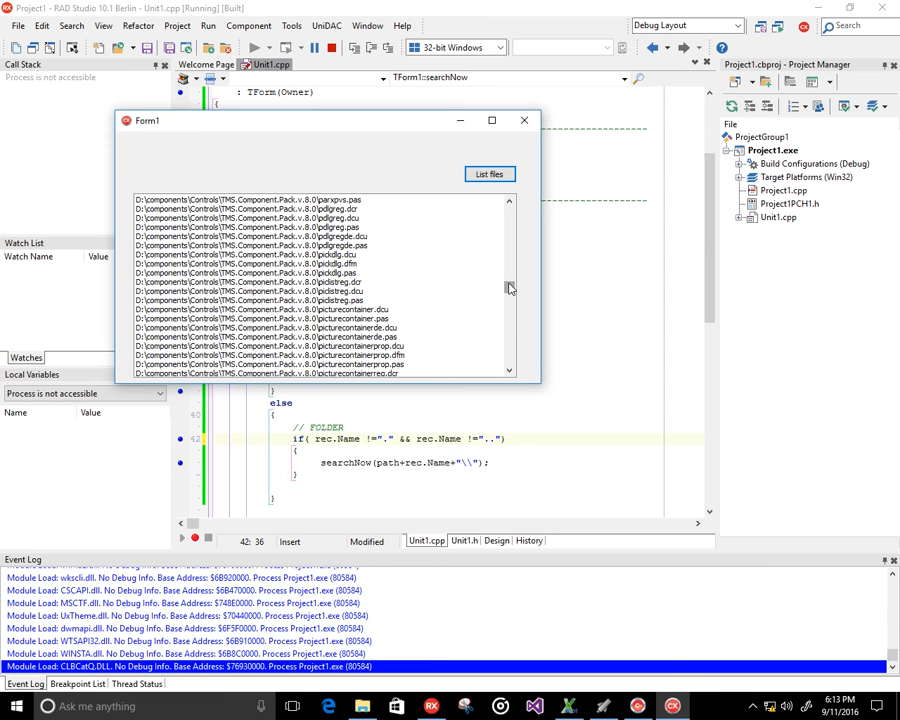 Project1 - RAD Studio 10.1 Berlin - Unit1.cpp [Running] [Built]
File Edit Search View Refactor Project Run Component Tools UniDAC Window Help
Debug Layout
Search
32-bit Windows
Call Stack
Process is not accessible
Welcome Page Unit1.cpp
TForm1::searchNow
: TForm(Owner)
{
Form1
List files
D:\components\Controls\TMS.Component.Pack.v.8.0\parxpvs.pas
D:\components\Controls\TMS.Component.Pack.v.8.0\pdlgreg.dcr
D:\components\Controls\TMS.Component.Pack.v.8.0\pdlgreg.dcu
D:\components\Controls\TMS.Component.Pack.v.8.0\pdlgreg.pas
D:\components\Controls\TMS.Component.Pack.v.8.0\pdlgregde.dcu
D:\components\Controls\TMS.Component.Pack.v.8.0\pdlgregde.pas
D:\components\Controls\TMS.Component.Pack.v.8.0\pickdlg.dcu
D:\components\Controls\TMS.Component.Pack.v.8.0\pickdlg.dfm
D:\components\Controls\TMS.Component.Pack.v.8.0\pickdlg.pas
D:\components\Controls\TMS.Component.Pack.v.8.0\piclistreg.dcr
D:\components\Controls\TMS.Component.Pack.v.8.0\piclistreg.dcu
D:\components\Controls\TMS.Component.Pack.v.8.0\piclistreg.pas
D:\components\Controls\TMS.Component.Pack.v.8.0\picturecontainer.dcu
D:\components\Controls\TMS.Component.Pack.v.8.0\picturecontainer.pas
D:\components\Controls\TMS.Component.Pack.v.8.0\picturecontainerde.dcu
D:\components\Controls\TMS.Component.Pack.v.8.0\picturecontainerde.pas
D:\components\Controls\TMS.Component.Pack.v.8.0\picturecontainerprop.dcu
D:\components\Controls\TMS.Component.Pack.v.8.0\picturecontainerprop.dfm
D:\components\Controls\TMS.Component.Pack.v.8.0\picturecontainerprop.pas
D:\components\Controls\TMS.Component.Pack.v.8.0\picturecontainerreg.dcr
Watch List
Watch Name Value
Watches
Local Variables
Process is not accessible
Name Value
}
else
40 {
// FOLDER
42 if( rec.Name !="." && rec.Name !="..")
{
searchNow(path+rec.Name+"\\");
}
}
42: 36 Insert Modified Unit1.cpp Unit1.h Design History
Project1.cbproj - Project Manager
File
ProjectGroup1
Project1.exe
Build Configurations (Debug)
Target Platforms (Win32)
Project1.cpp
Project1PCH1.h
Unit1.cpp
Event Log
Module Load: wkscli.dll. No Debug Info. Base Address: $6B920000. Process Project1.exe (80584)
Module Load: CSCAPI.dll. No Debug Info. Base Address: $6B470000. Process Project1.exe (80584)
Module Load: MSCTF.dll. No Debug Info. Base Address: $748E0000. Process Project1.exe (80584)
Module Load: UxTheme.dll. No Debug Info. Base Address: $70440000. Process Project1.exe (80584)
Module Load: dwmapi.dll. No Debug Info. Base Address: $6F5F0000. Process Project1.exe (80584)
Module Load: WTSAPI32.dll. No Debug Info. Base Address: $6B910000. Process Project1.exe (80584)
Module Load: WINSTA.dll. No Debug Info. Base Address: $6B8C0000. Process Project1.exe (80584)
Module Load: CLBCatQ.DLL. No Debug Info. Base Address: $76930000. Process Project1.exe (80584)
Event Log Breakpoint List Thread Status
Ask me anything
6:13 PM
9/11/2016